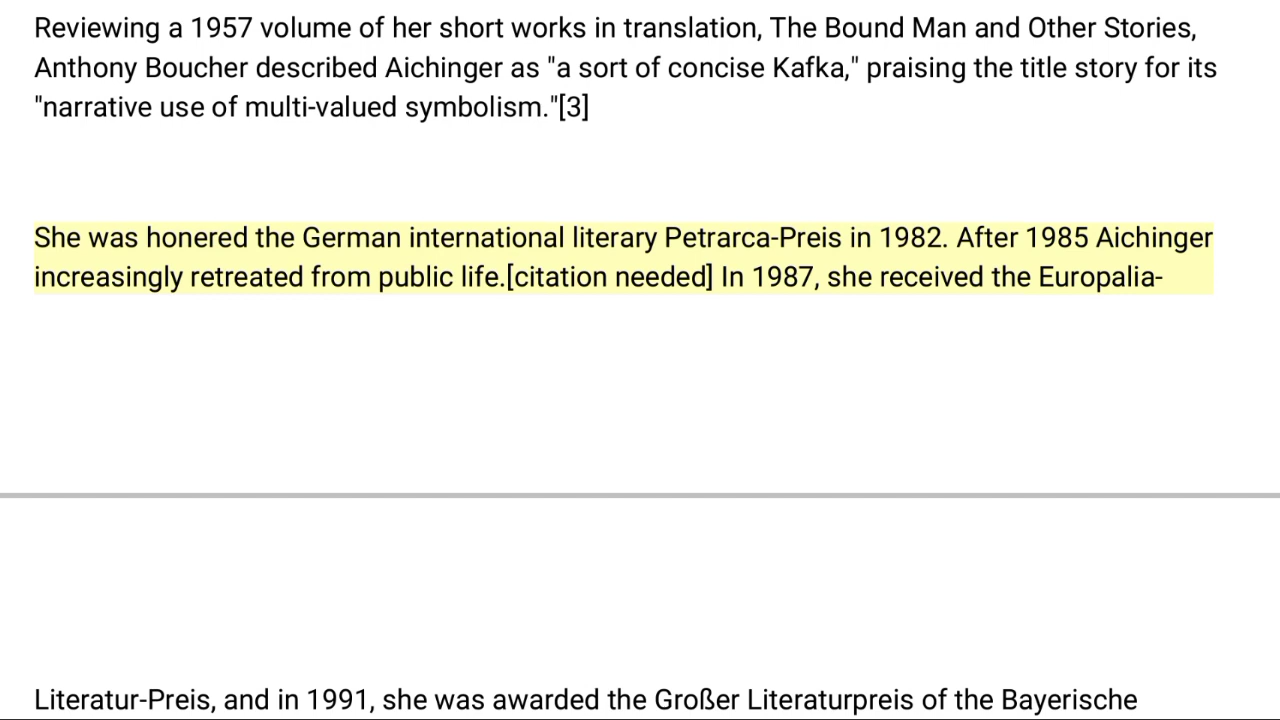 Reviewing a 1957 volume of her short works in translation, The Bound Man and Other Stories,
Anthony Boucher described Aichinger as "a sort of concise Kafka," praising the title story for its
"narrative use of multi-valued symbolism."[3]
She was honered the German international literary Petrarca-Preis in 1982. After 1985 Aichinger
increasingly retreated from public life.[citation needed] In 1987, she received the Europalia-
Literatur-Preis, and in 1991, she was awarded the Großer Literaturpreis of the Bayerische